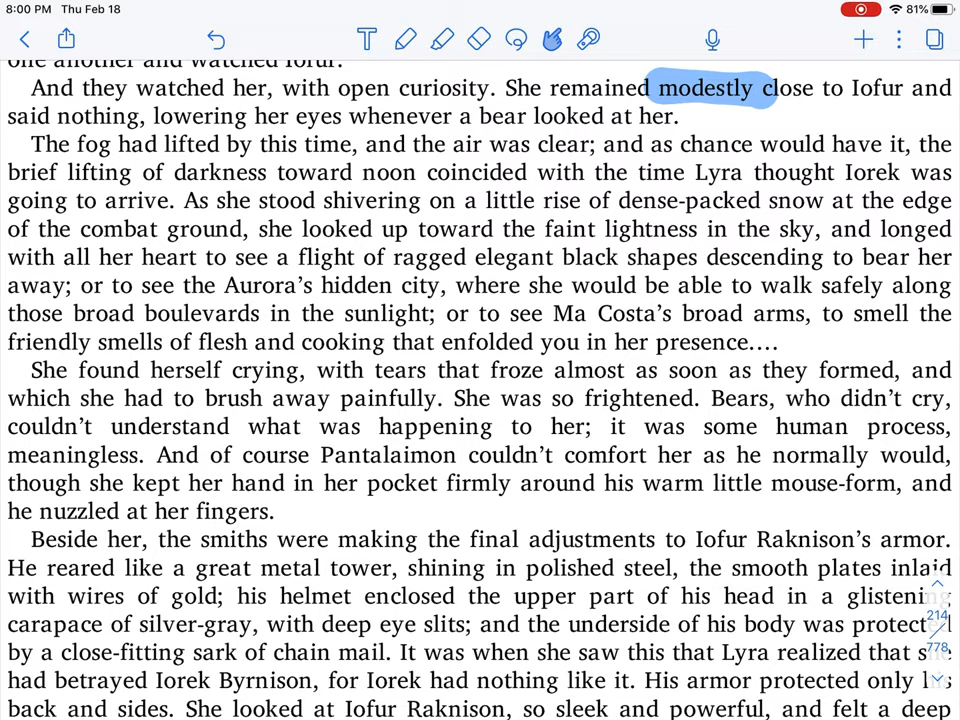 8:00 PM Thu Feb 18
81%
T
one another and watched Iofur.
And they watched her, with open curiosity. She remained modestly close to Iofur and
said nothing, lowering her eyes whenever a bear looked at her.
The fog had lifted by this time, and the air was clear; and as chance would have it, the
brief lifting of darkness toward noon coincided with the time Lyra thought Iorek was
going to arrive. As she stood shivering on a little rise of dense-packed snow at the edge
of the combat ground, she looked up toward the faint lightness in the sky, and longed
with all her heart to see a flight of ragged elegant black shapes descending to bear her
away; or to see the Aurora’s hidden city, where she would be able to walk safely along
those broad boulevards in the sunlight; or to see Ma Costa’s broad arms, to smell the
friendly smells of flesh and cooking that enfolded you in her presence….
She found herself crying, with tears that froze almost as soon as they formed, and
which she had to brush away painfully. She was so frightened. Bears, who didn’t cry,
couldn’t understand what was happening to her; it was some human process,
meaningless. And of course Pantalaimon couldn’t comfort her as he normally would,
though she kept her hand in her pocket firmly around his warm little mouse-form, and
he nuzzled at her fingers.
Beside her, the smiths were making the final adjustments to Iofur Raknison’s armor.
He reared like a great metal tower, shining in polished steel, the smooth plates inlaid
with wires of gold; his helmet enclosed the upper part of his head in a glistening
carapace of silver-gray, with deep eye slits; and the underside of his body was protected
by a close-fitting sark of chain mail. It was when she saw this that Lyra realized that she
had betrayed Iorek Byrnison, for Iorek had nothing like it. His armor protected only his
back and sides. She looked at Iofur Raknison, so sleek and powerful, and felt a deep
214
778